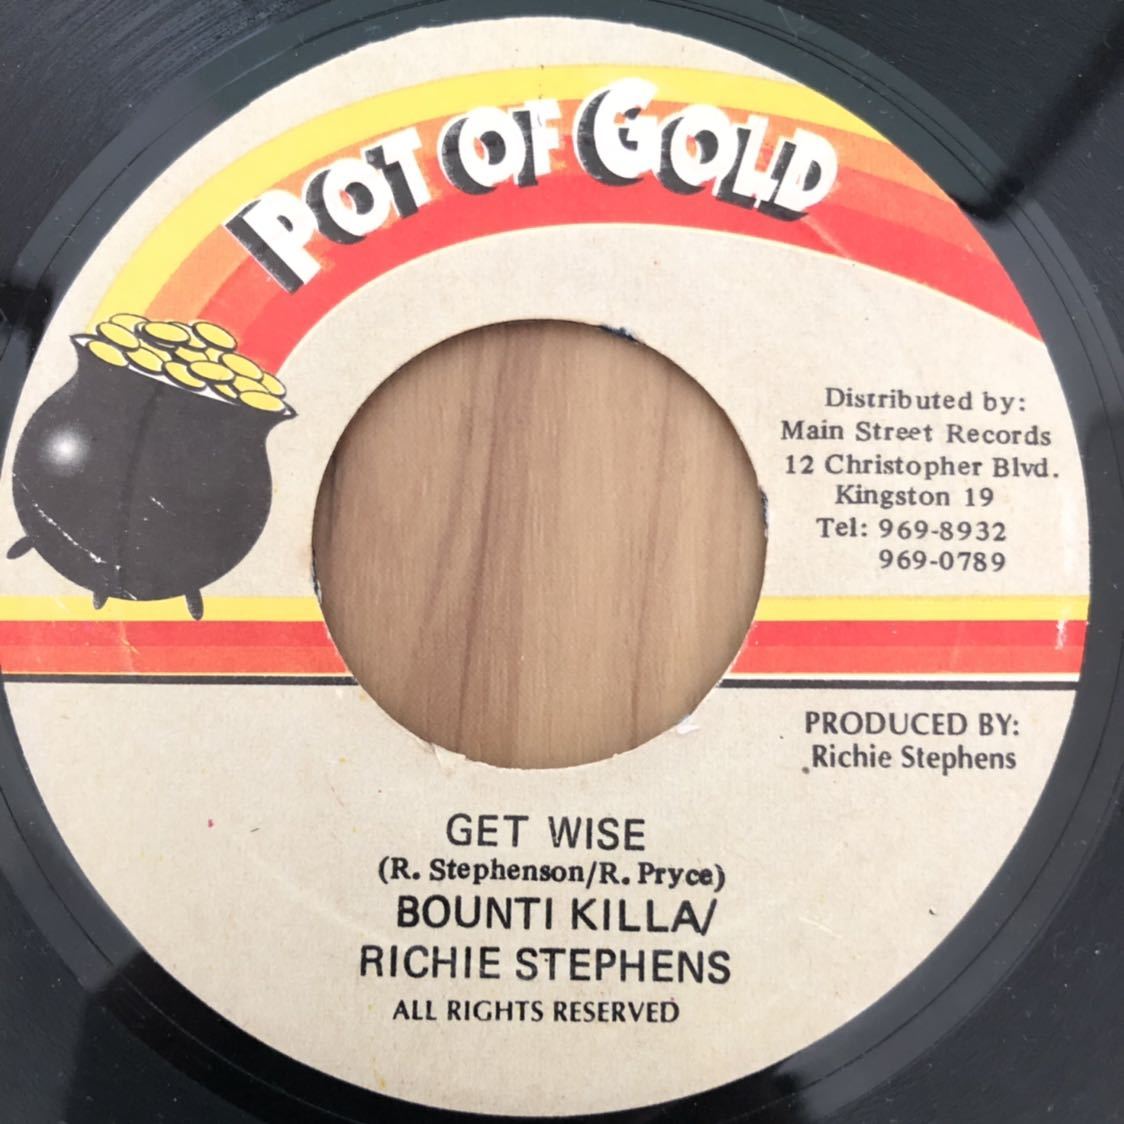 POT OF GOLD
Distributed by:
Main Street Records
12 Christopher Blvd.
Kingston 19
Tel: 969-8932
969-0789
PRODUCED BY:
Richie Stephens
GET WISE
(R. Stephenson/R. Pryce)
BOUNTI KILLA/
RICHIE STEPHENS
ALL RIGHTS RESERVED